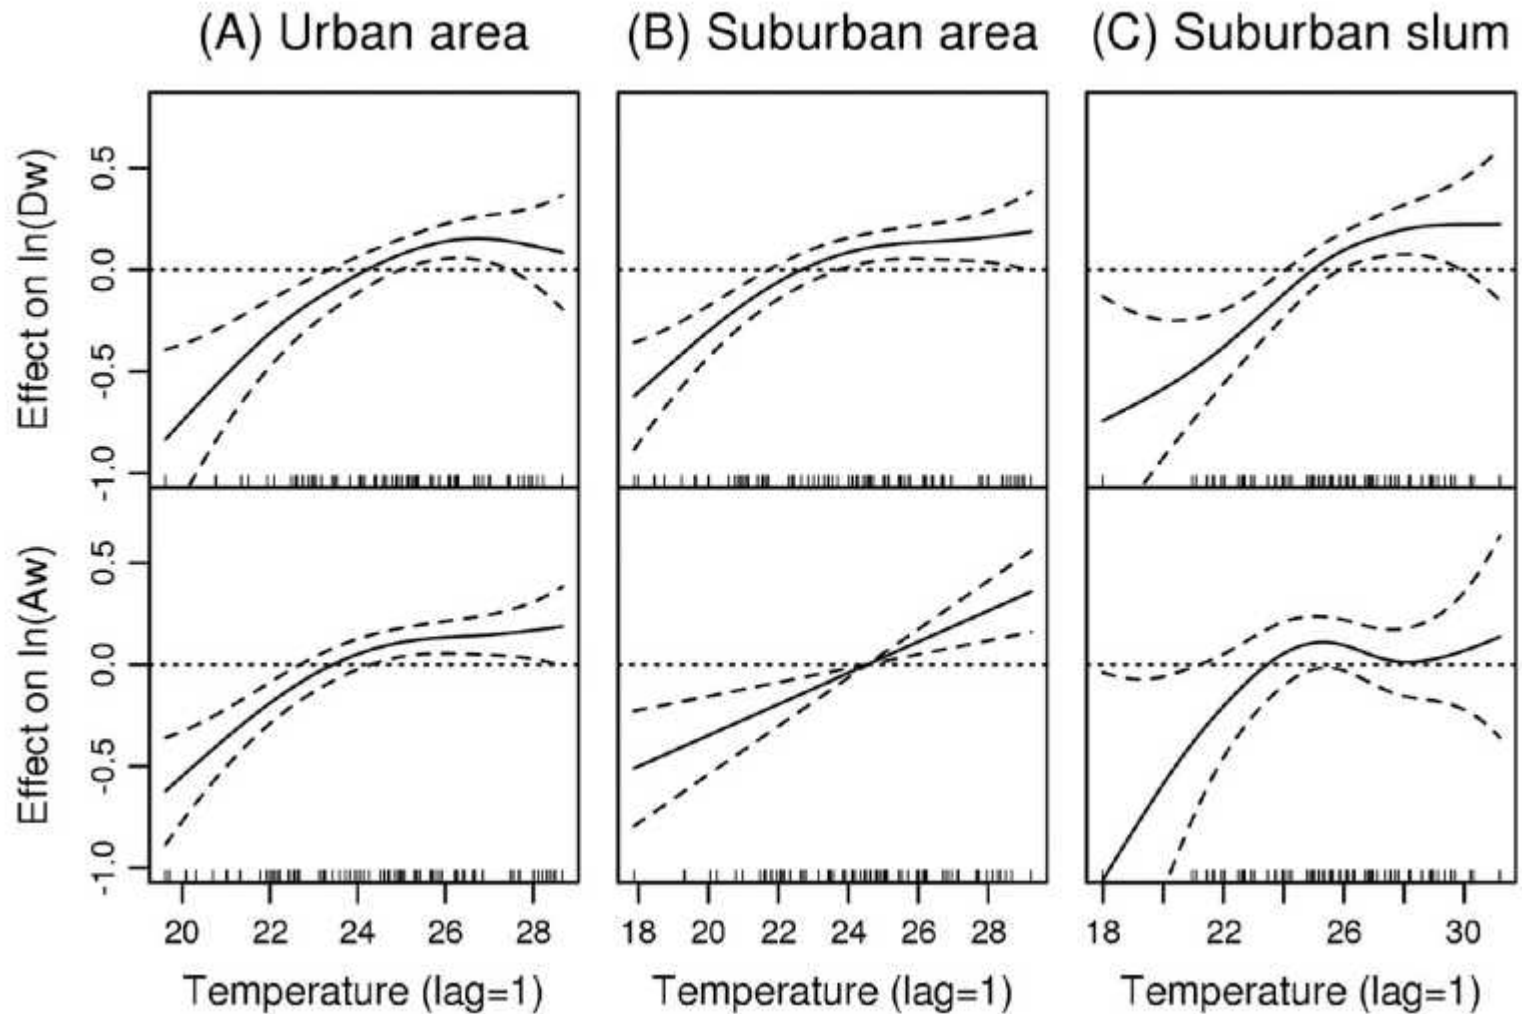 (A) Urban area (B) Suburban area (C) Suburban slum
Effect on ln(Dw)
0.5
0.0
-0.5
-1.0
Effect on ln(Aw)
0.5
0.0
-0.5
-1.0
20 22 24 26 28
18 20 22 24 26 28
18 22 26 30
Temperature (lag=1) Temperature (lag=1) Temperature (lag=1)